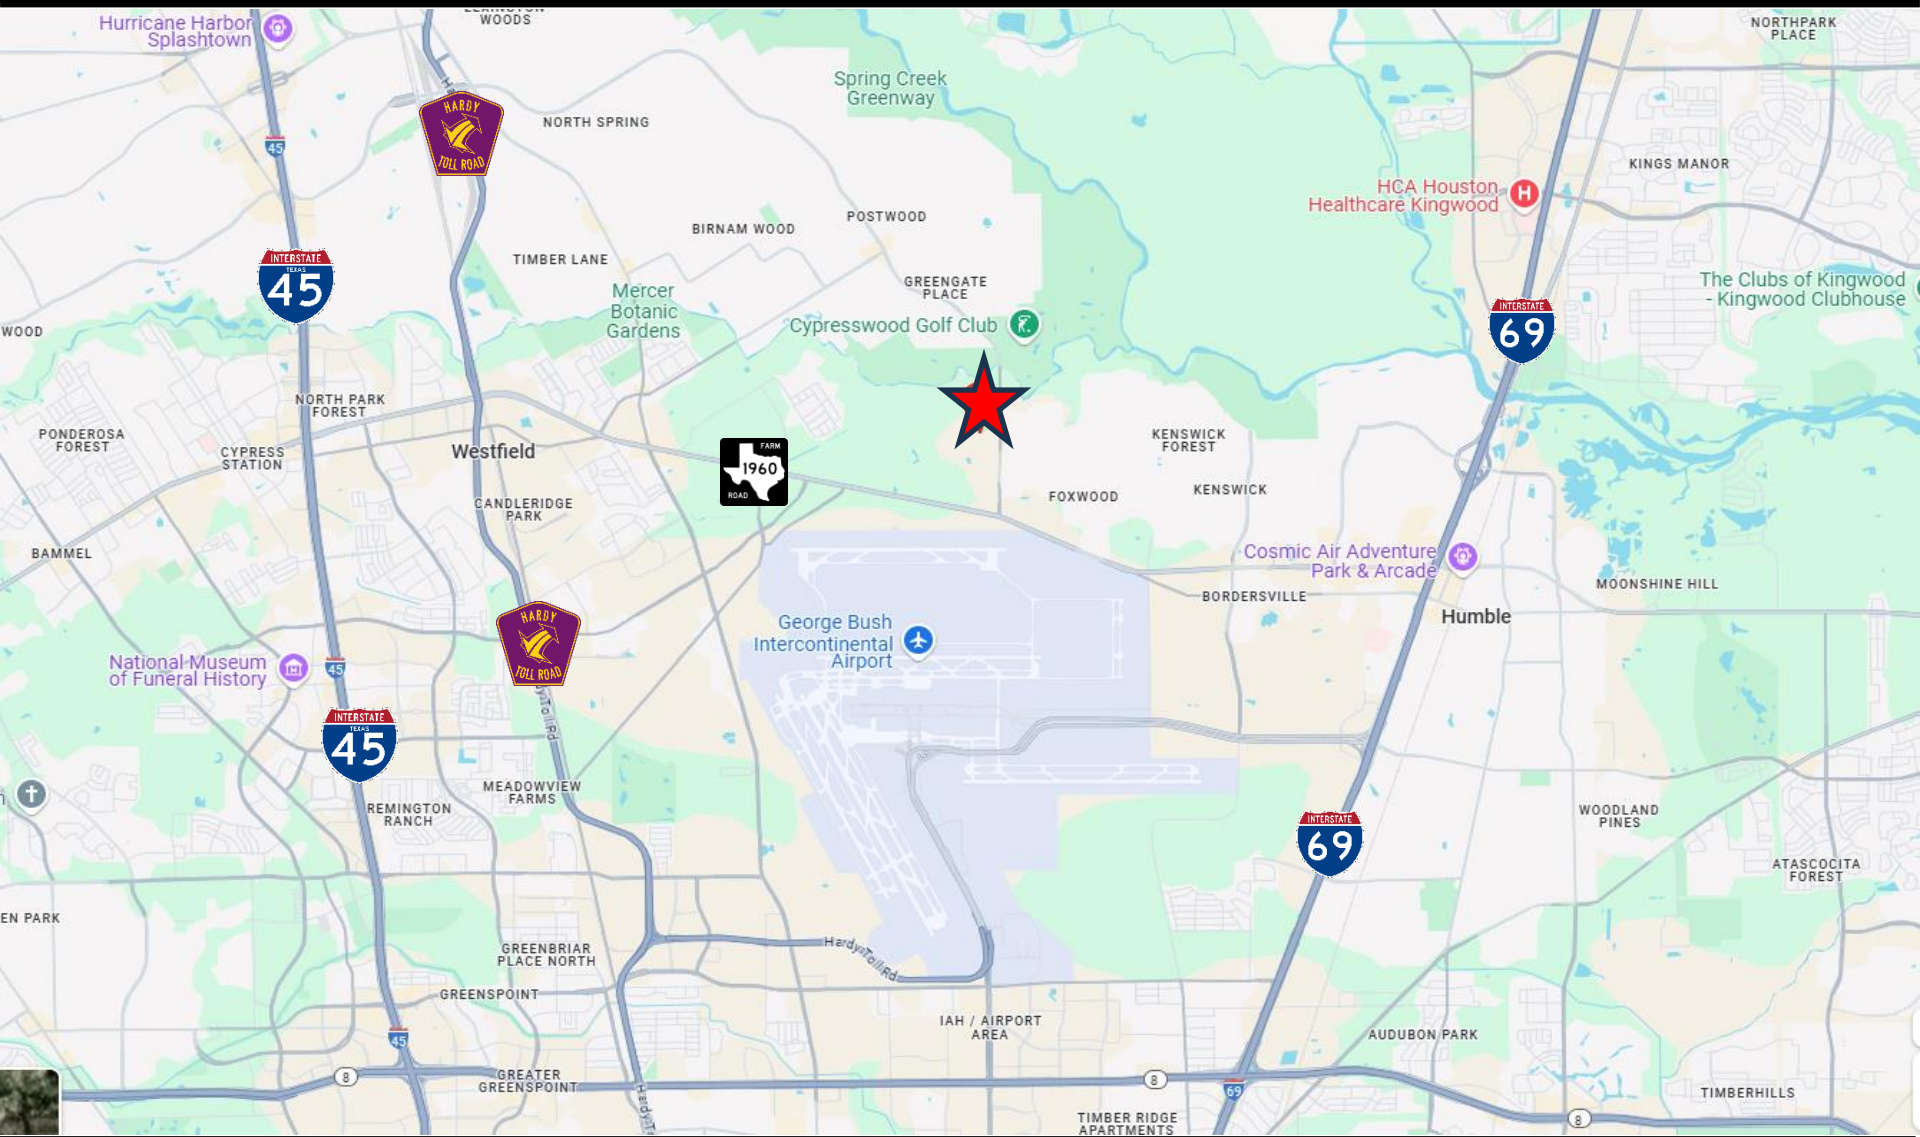 LEXINGTON
WOODS
Hurricane Harbor
Splashtown
NORTHPARK
PLACE
Spring Creek
Greenway
HARDY
TOLL ROAD
NORTH SPRING
45
KINGS MANOR
HCA Houston
Healthcare Kingwood
H
POSTWOOD
BIRNAM WOOD
TIMBER LANE
INTERSTATE
TEXAS
45
GREENGATE
PLACE
The Clubs of Kingwood
- Kingwood Clubhouse
Mercer
Botanic
Gardens
Cypresswood Golf Club
INTERSTATE
69
WOOD
NORTH PARK
FOREST
PONDEROSA
FOREST
CYPRESS
STATION
Westfield
FARM
1960
ROAD
KENSWICK
FOREST
KENSWICK
FOXWOOD
CANDLERIDGE
PARK
BAMMEL
Cosmic Air Adventure
Park & Arcade
MOONSHINE HILL
BORDERSVILLE
Humble
George Bush
Intercontinental
Airport
HARDY
TOLL ROAD
National Museum
of Funeral History
45
dy Toll Rd
INTERSTATE
TEXAS
45
MEADOWVIEW
FARMS
REMINGTON
RANCH
WOODLAND
PINES
INTERSTATE
69
ATASCOCITA
FOREST
EN PARK
GREENBRIAR
PLACE NORTH
Hardy Toll Rd
GREENSPOINT
IAH / AIRPORT
AREA
AUDUBON PARK
45
8
GREATER
GREENSPOINT
8
69
TIMBERHILLS
8
TIMBER RIDGE
APARTMENTS